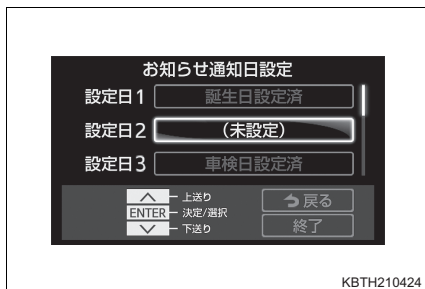 お知らせ通知日設定
設定日1 誕生日設定済
設定日2 (未設定)
設定日3 車検日設定済
上送り
ENTER 決定/選択
下送り
戻る
終了
KBTH210424